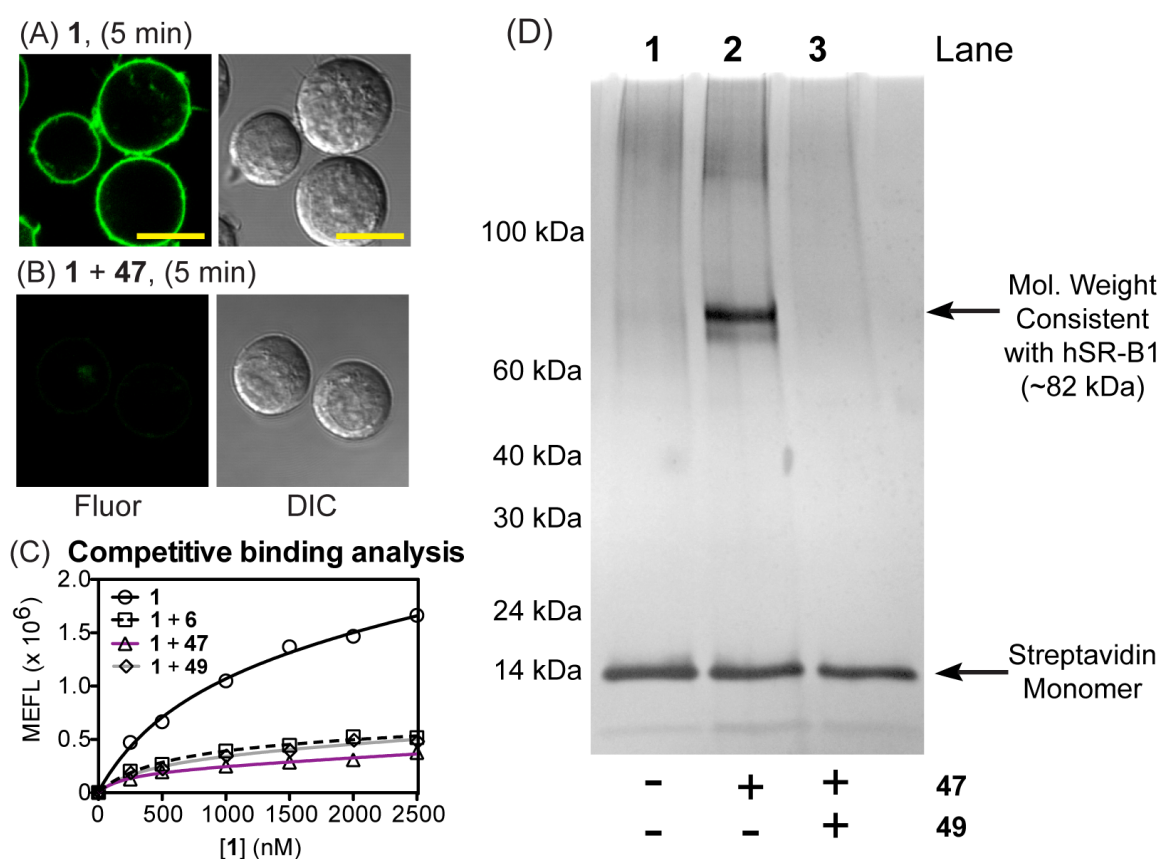 (A) 1, (5 min)
(B) 1 + 47, (5 min)
Fluor DIC
(C) Competitive binding analysis
2.0
1.5
1.0
0.5
0
MEFL (x 10⁶)
1
1 + 6
1 + 47
1 + 49
0 500 1000 1500 2000 2500
[1] (nM)
(D)
1 2 3 Lane
100 kDa
60 kDa
40 kDa
30 kDa
24 kDa
14 kDa
Mol. Weight
Consistent
with hSR-B1
(~82 kDa)
Streptavidin
Monomer
- + + 47
- - + 49